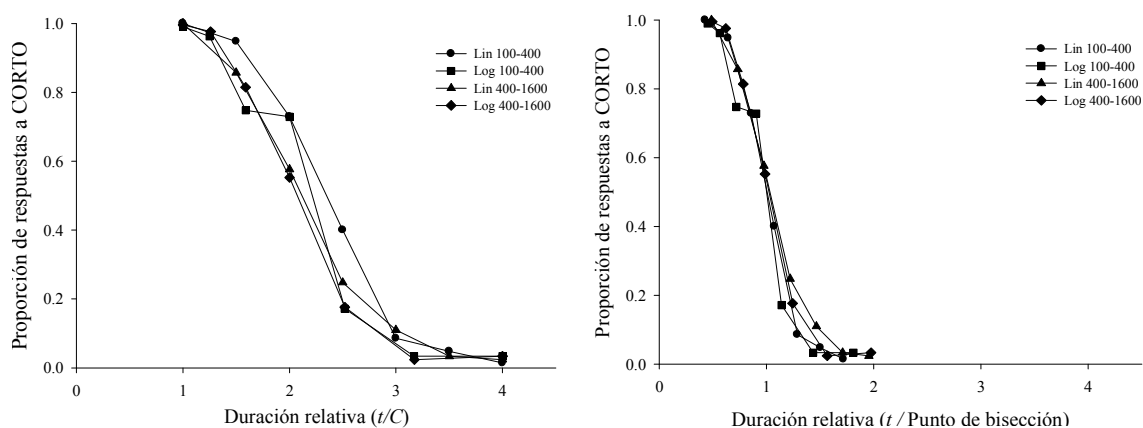 Proporción de respuestas a CORTO
1.0
0.8
0.6
0.4
0.2
0.0
Lin 100-400
Log 100-400
Lin 400-1600
Log 400-1600
0 1 2 3 4
Duración relativa (t/C)
Proporción de respuestas a CORTO
1.0
0.8
0.6
0.4
0.2
0.0
Lin 100-400
Log 100-400
Lin 400-1600
Log 400-1600
0 1 2 3 4
Duración relativa (t / Punto de bisección)